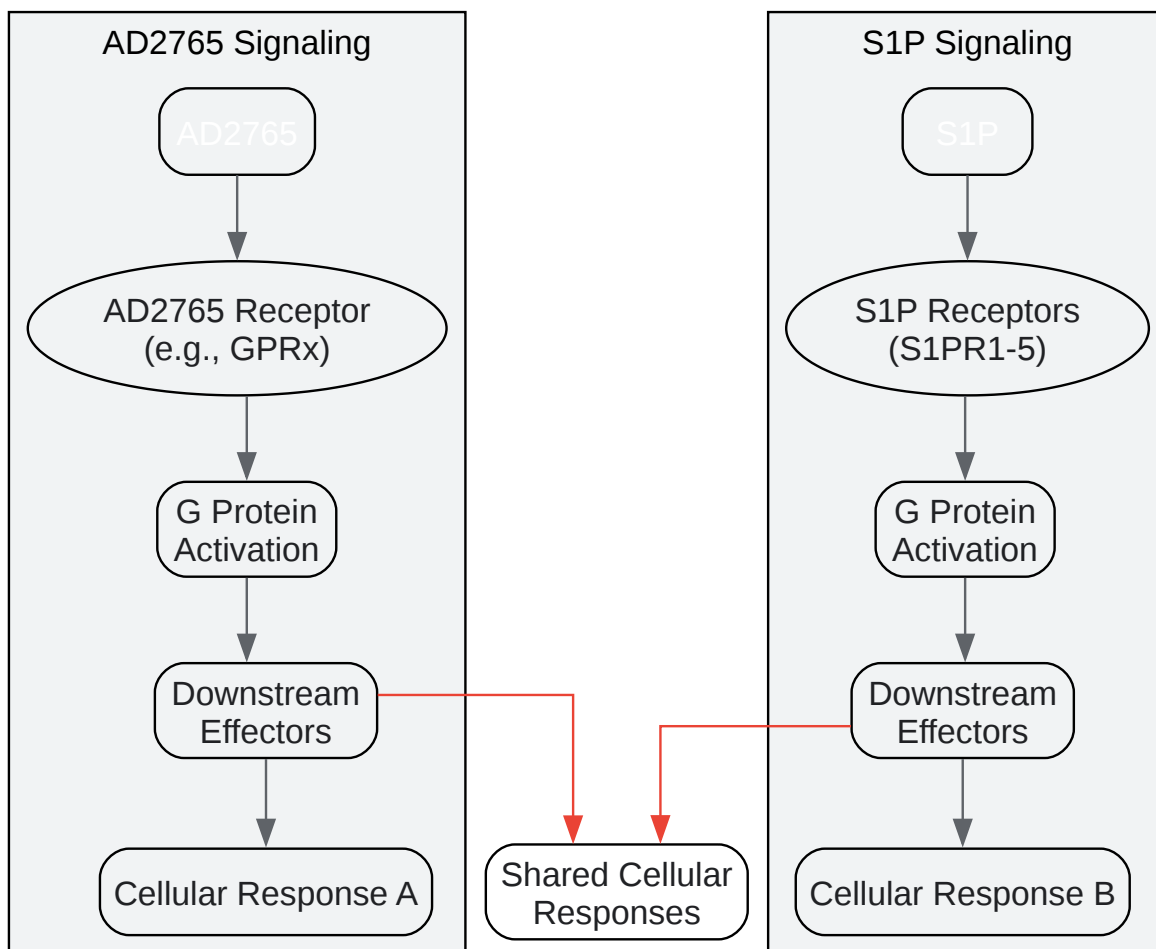 AD2765 Signaling
AD2765
AD2765 Receptor
(e.g., GPRx)
G Protein
Activation
Downstream
Effectors
Cellular Response A
S1P Signaling
S1P
S1P Receptors
(S1PR1-5)
G Protein
Activation
Downstream
Effectors
Cellular Response B
Shared Cellular
Responses